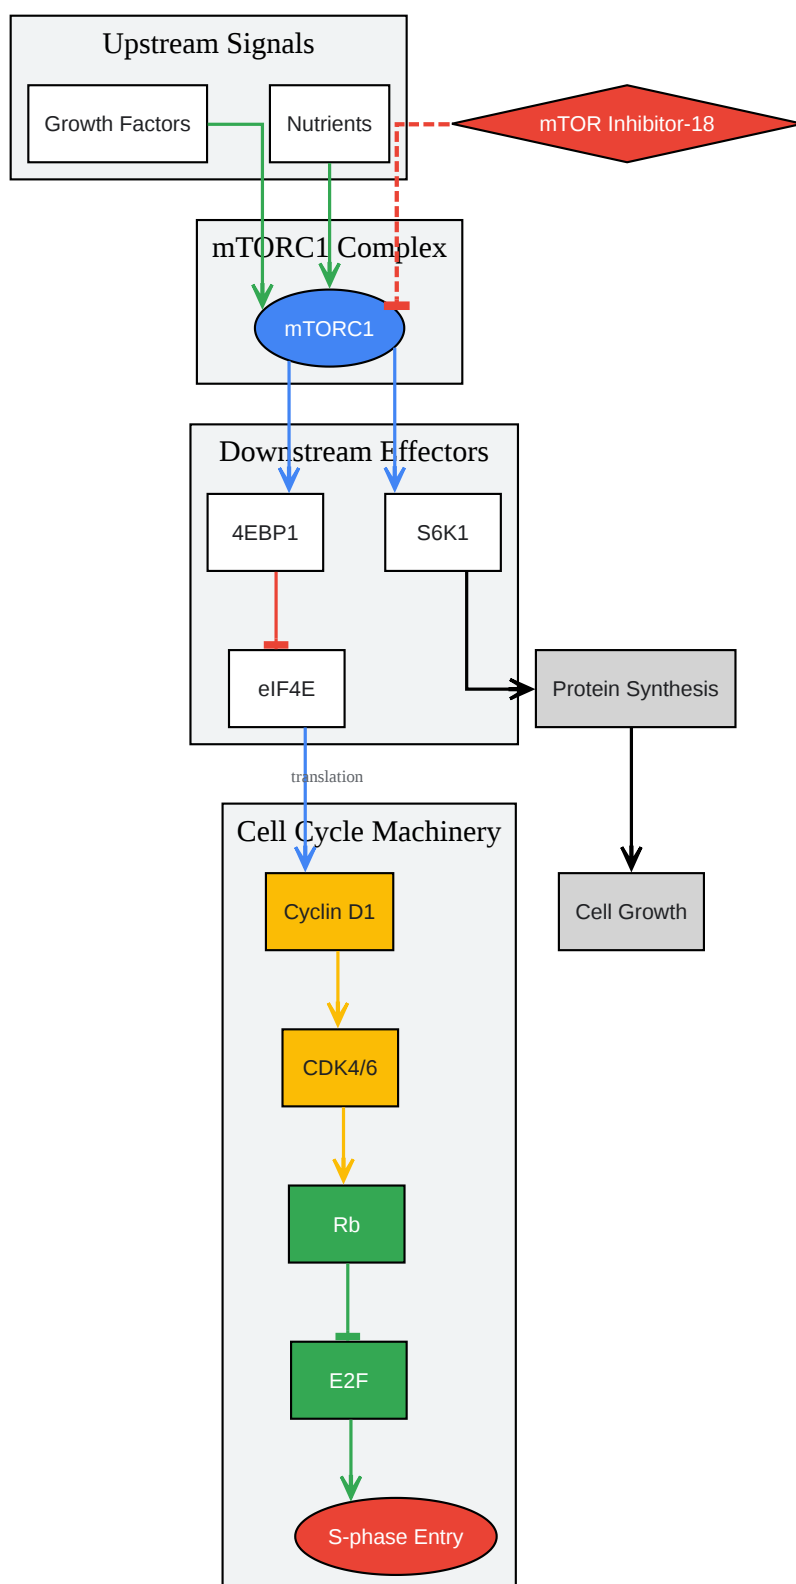 Upstream Signals
Growth Factors
Nutrients
mTOR Inhibitor-18
mTORC1 Complex
mTORC1
Downstream Effectors
4EBP1
S6K1
eIF4E
Protein Synthesis
translation
Cell Cycle Machinery
Cyclin D1
Cell Growth
CDK4/6
Rb
E2F
S-phase Entry